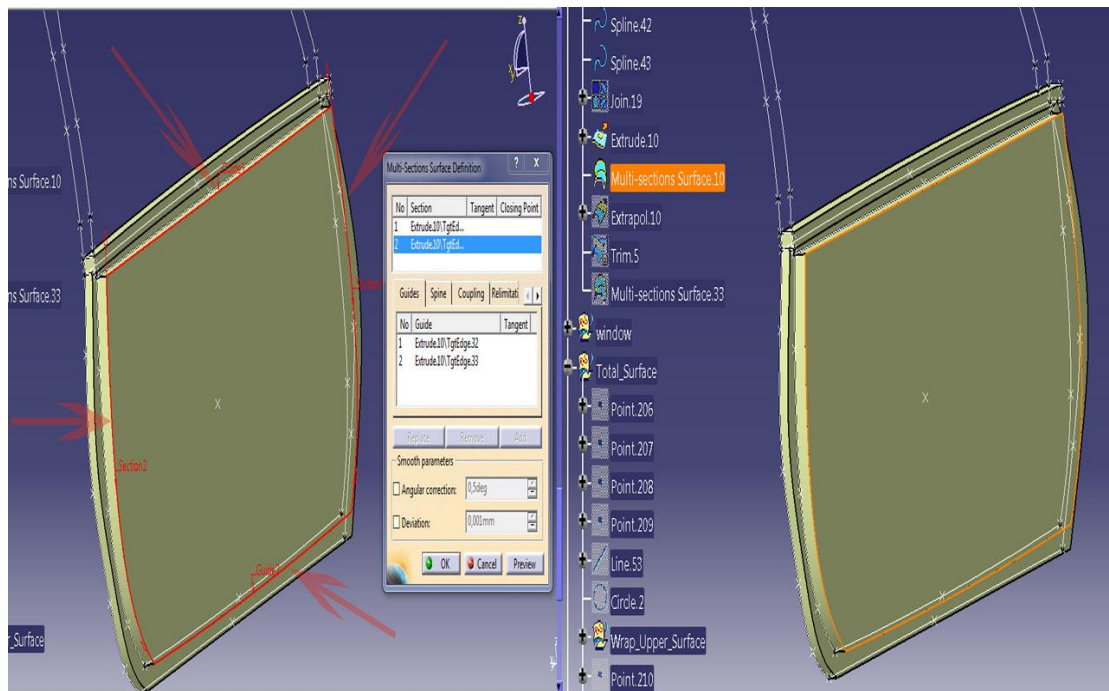 z
y
x
ns Surface.10
ns Surface.33
r_Surface
Section2
Multi-Sections Surface Definition
? X
No Section Tangent Closing Point
1 Extrude.10\TgtEd...
2 Extrude.10\TgtEd...
Guides Spine Coupling Relimitati
No Guide Tangent
1 Extrude.10\TgtEdge.32
2 Extrude.10\TgtEdge.33
Replace Remove Add
Smooth parameters
Angular correction: 0,5deg
Deviation: 0,001mm
OK Cancel Preview
Spline.42
Spline.43
Join.19
Extrude.10
Multi-sections Surface.10
Extrapol.10
Trim.5
Multi-sections Surface.33
window
Total_Surface
Point.206
Point.207
Point.208
Point.209
Line.53
Circle.2
Wrap_Upper_Surface
Point.210